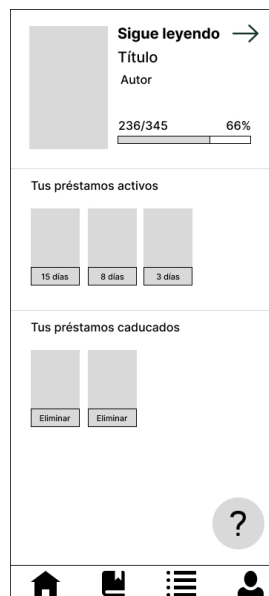 Sigue leyendo
Título
Autor
236/345 66%
Tus préstamos activos
15 días 8 días 3 días
Tus préstamos caducados
Eliminar Eliminar
?